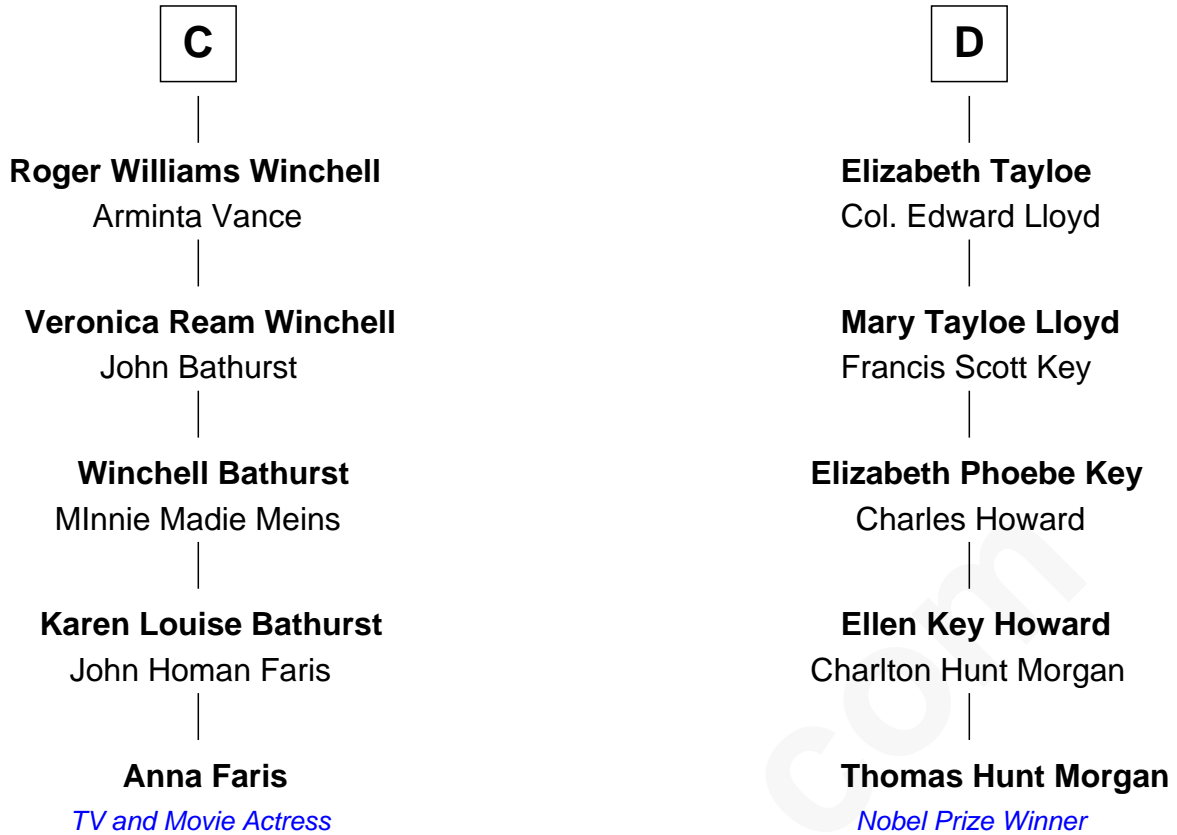 C
Roger Williams Winchell
Arminta Vance
Veronica Ream Winchell
John Bathurst
Winchell Bathurst
MInnie Madie Meins
Karen Louise Bathurst
John Homan Faris
Anna Faris
TV and Movie Actress
D
Elizabeth Tayloe
Col. Edward Lloyd
Mary Tayloe Lloyd
Francis Scott Key
Elizabeth Phoebe Key
Charles Howard
Ellen Key Howard
Charlton Hunt Morgan
Thomas Hunt Morgan
Nobel Prize Winner
com